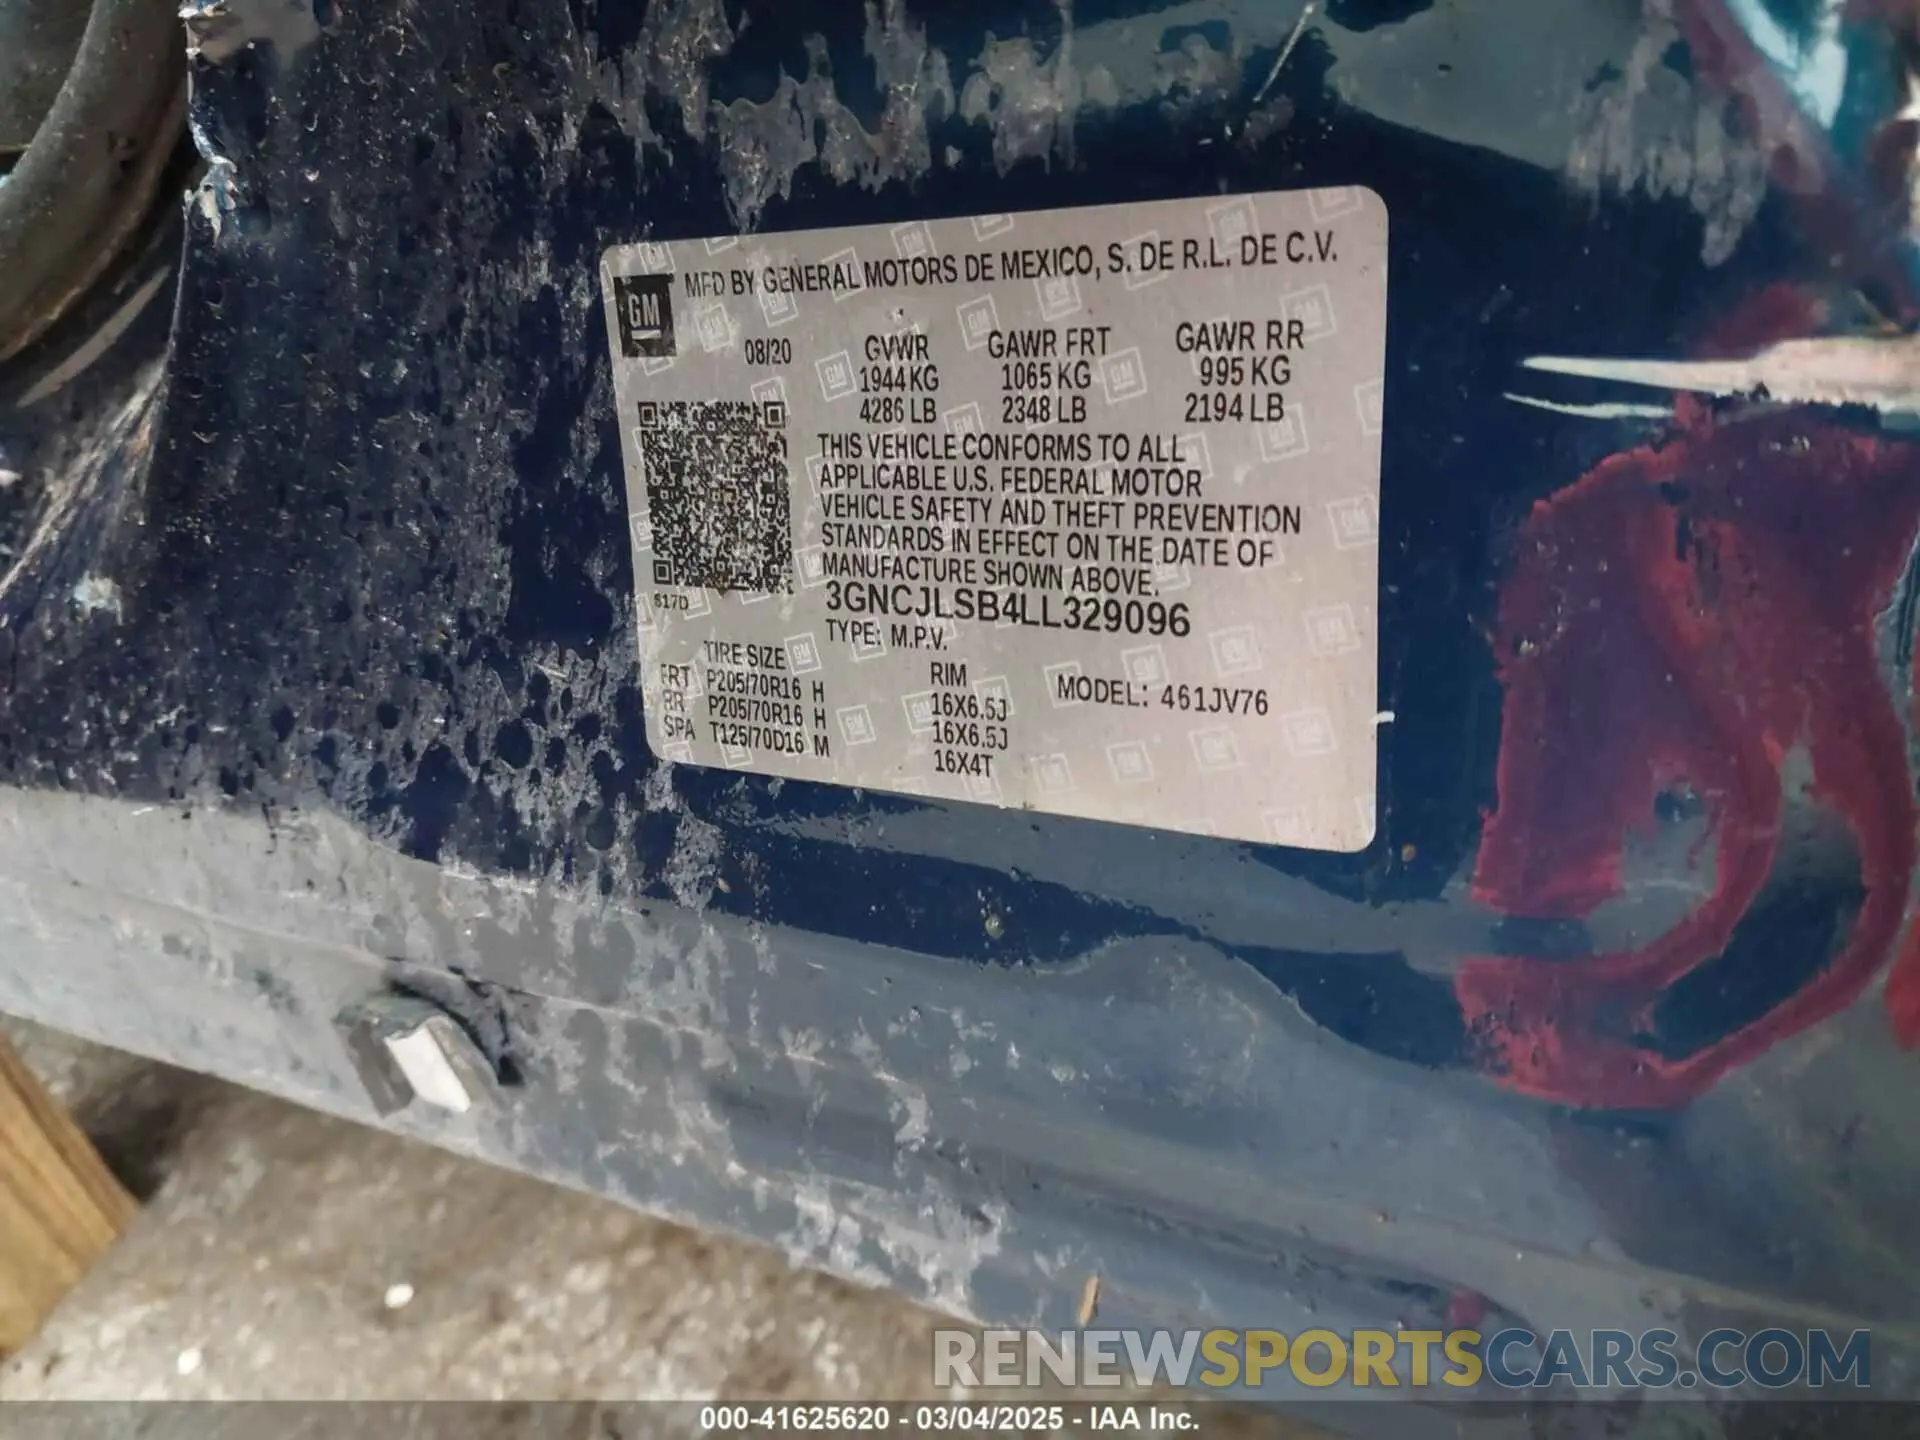 GM
MFD BY GENERAL MOTORS DE MEXICO, S. DE R.L. DE C.V.
08/20 GVWR GAWR FRT GAWR RR
1944 KG 1065 KG 995 KG
4286 LB 2348 LB 2194 LB
THIS VEHICLE CONFORMS TO ALL
APPLICABLE U.S. FEDERAL MOTOR
VEHICLE SAFETY AND THEFT PREVENTION
STANDARDS IN EFFECT ON THE DATE OF
MANUFACTURE SHOWN ABOVE.
617D
3GNCJLSB4LL329096
TYPE: M.P.V.
TIRE SIZE RIM
FRT P205/70R16 H 16X6.5J MODEL: 461JV76
RR P205/70R16 H 16X6.5J
SPA T125/70D16 M 16X4T
RENEWSPORTSCARS.COM
000-41625620 - 03/04/2025 - IAA Inc.